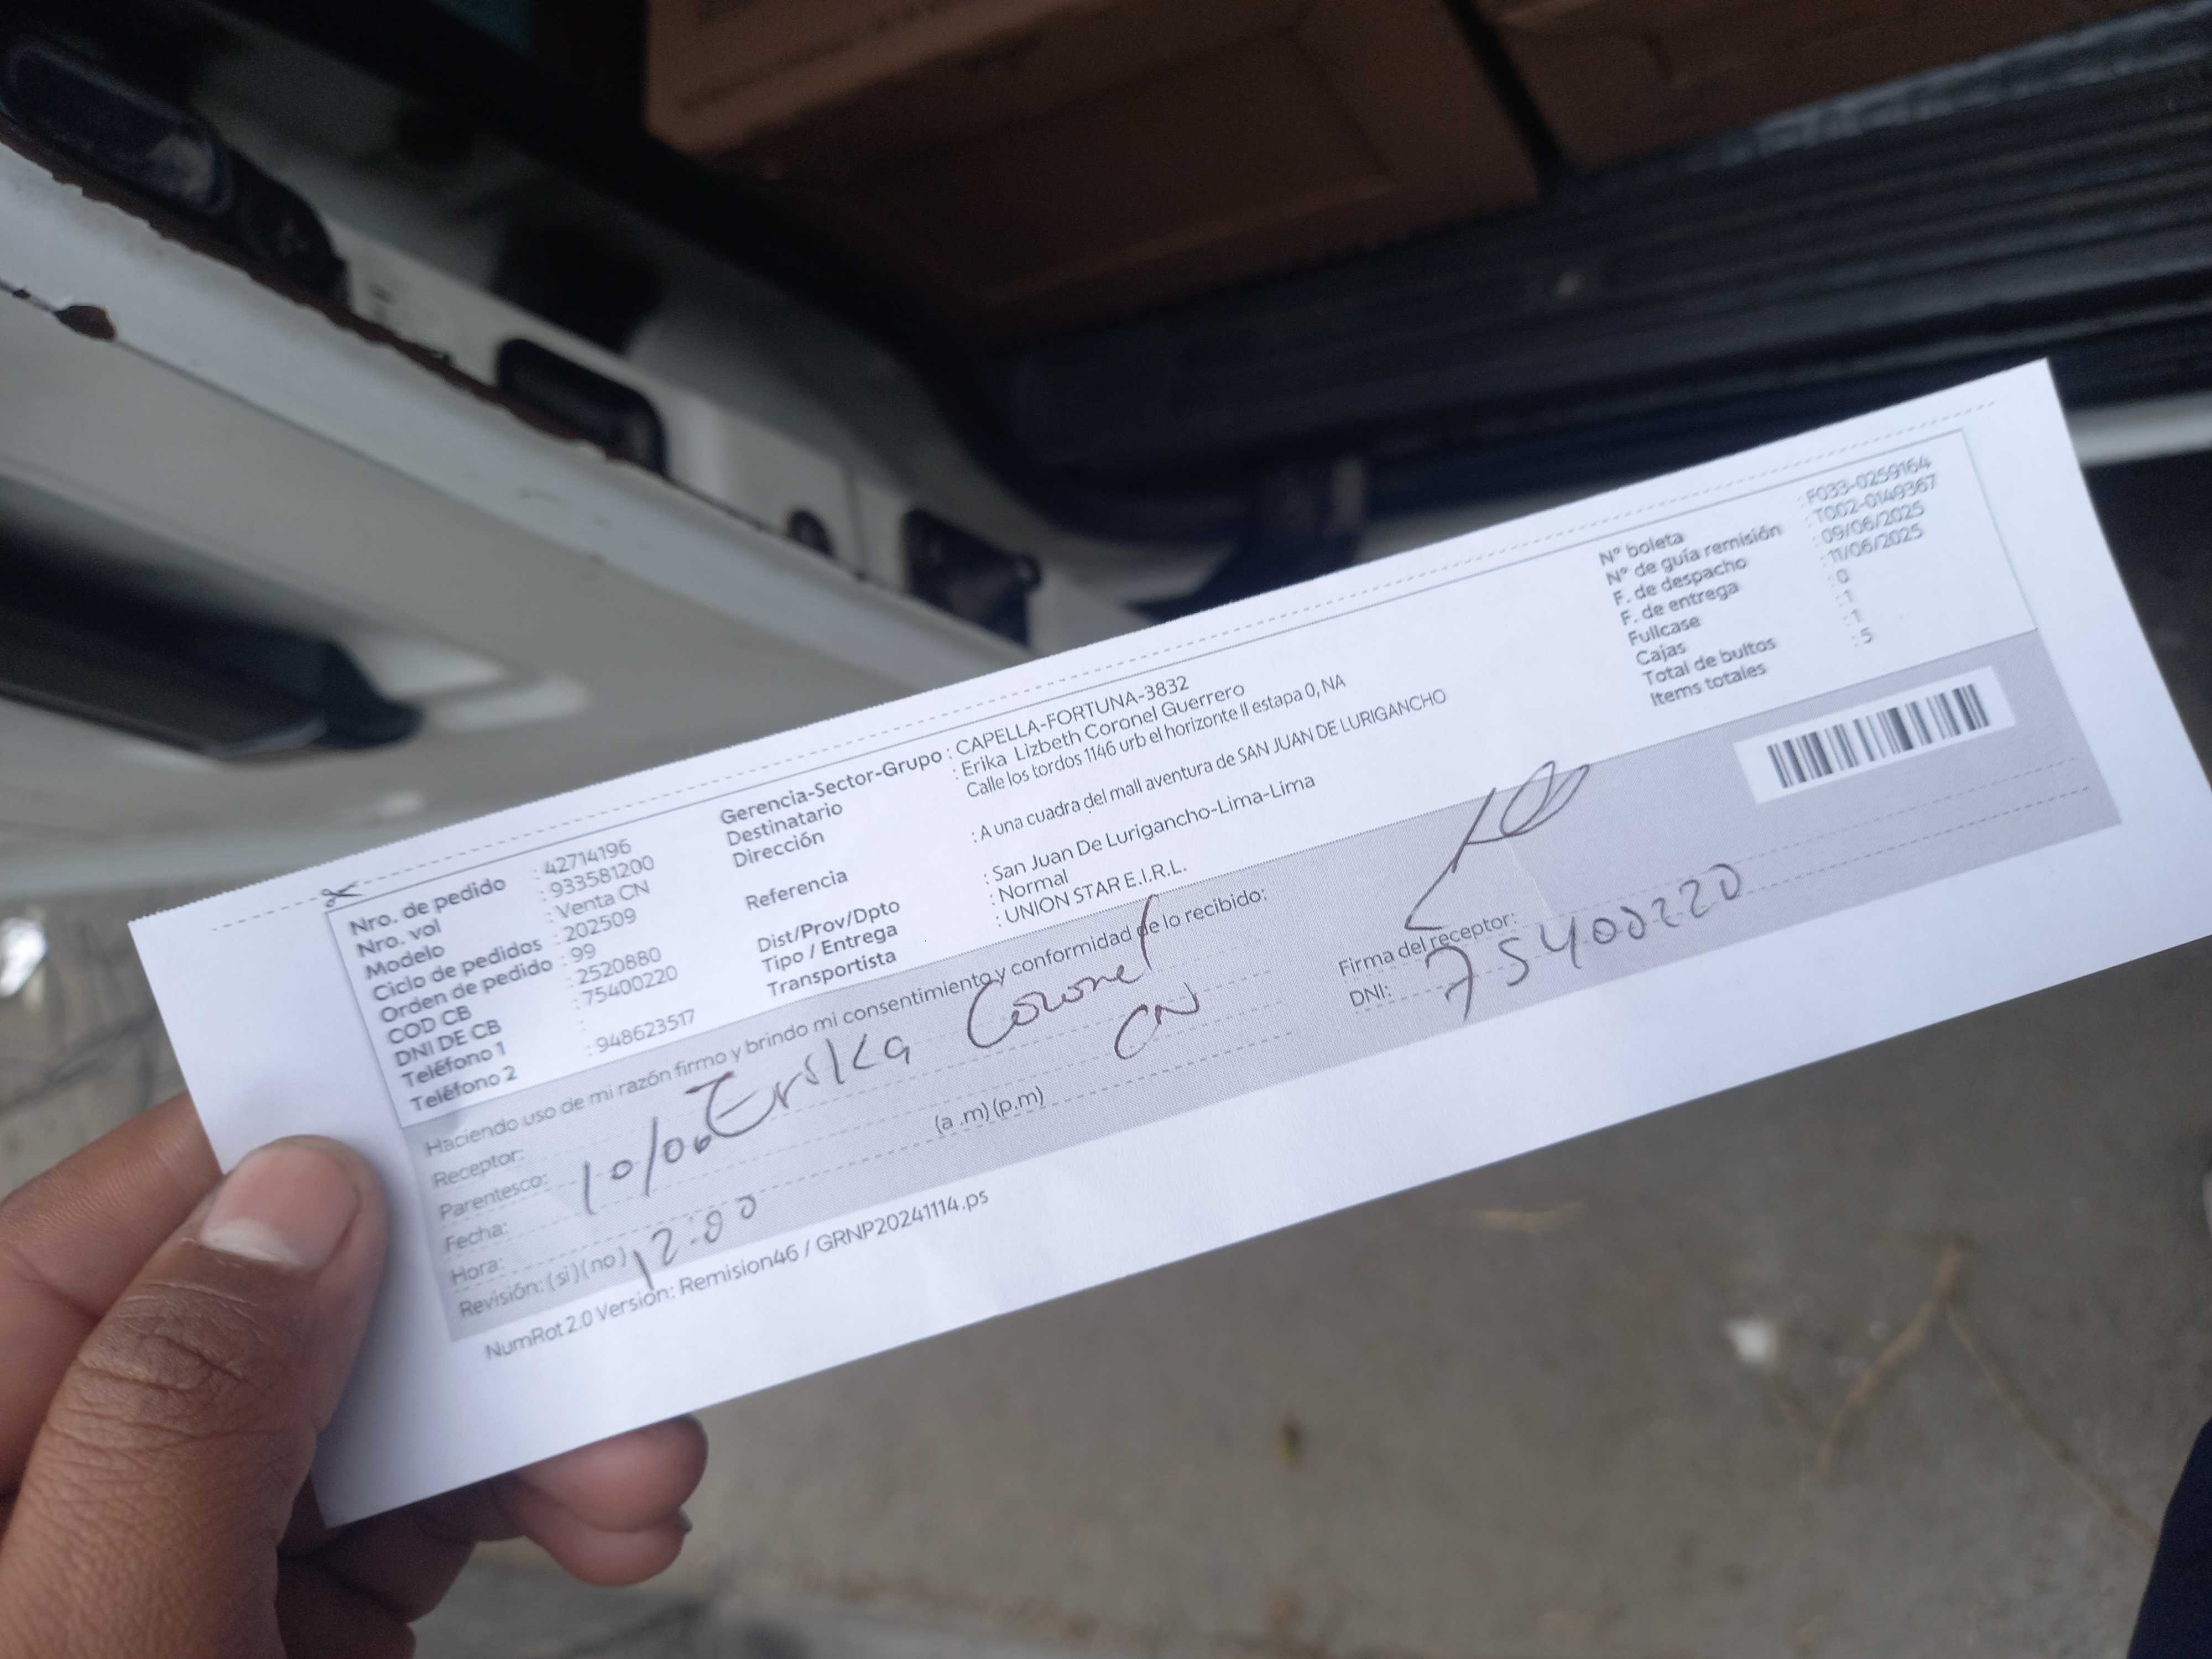 Nro. de pedido : 42714196
Nro. vol : 933581200
Modelo : Venta CN
Ciclo de pedidos : 202509
Orden de pedido : 99
COD CB : 2520880
DNI DE CB : 75400220
Teléfono 1 :
Teléfono 2 : 948623517
Gerencia-Sector-Grupo : CAPELLA-FORTUNA-3832
Destinatario : Erika Lizbeth Coronel Guerrero
Dirección Calle los tordos 1146 urb el horizonte II estapa 0, NA
Referencia : A una cuadra del mall aventura de SAN JUAN DE LURIGANCHO
Dist/Prov/Dpto : San Juan De Lurigancho-Lima-Lima
Tipo / Entrega : Normal
Transportista : UNION STAR E.I.R.L.
N° boleta : F033-0259164
N° de guía remisión : T002-0149367
F. de despacho : 09/06/2025
F. de entrega : 11/06/2025
Fullcase : 0
Cajas : 1
Total de bultos : 1
Items totales : 5
Haciendo uso de mi razón firmo y brindo mi consentimiento y conformidad de lo recibido:
Receptor: Erika Coronel
Parentesco: CN
Fecha: 10/06
Hora: 12:00 (a .m) (p.m)
Revisión: (si) (no)
Firma del receptor:
DNI: 75400220
NumRot 2.0 Versión: Remision46 / GRNP20241114.ps